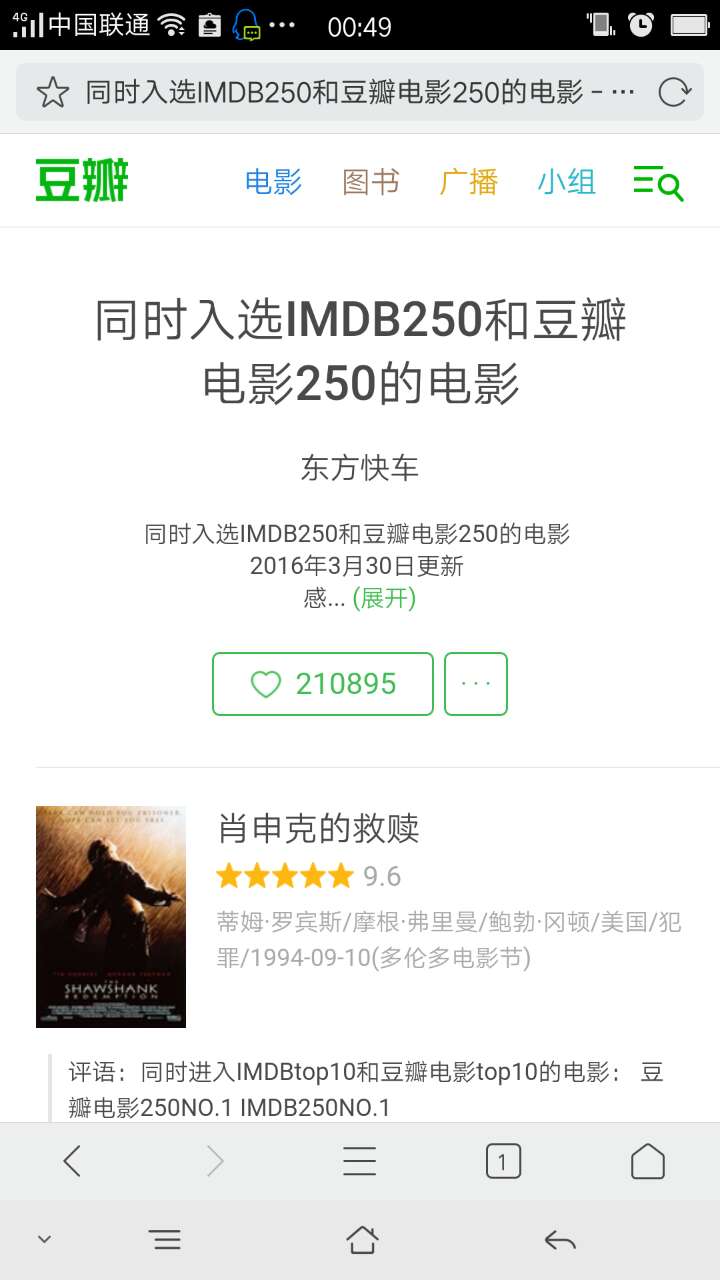 4G 中国联通 00:49
同时入选IMDB250和豆瓣电影250的电影 – ...
豆瓣 电影 图书 广播 小组
同时入选IMDB250和豆瓣
电影250的电影
东方快车
同时入选IMDB250和豆瓣电影250的电影
2016年3月30日更新
感... (展开)
210895 ...
肖申克的救赎
9.6
蒂姆·罗宾斯/摩根·弗里曼/鲍勃·冈顿/美国/犯
罪/1994-09-10(多伦多电影节)
THE
SHAWSHANK
REDEMPTION
评语：同时进入IMDBtop10和豆瓣电影top10的电影： 豆
瓣电影250NO.1 IMDB250NO.1
1